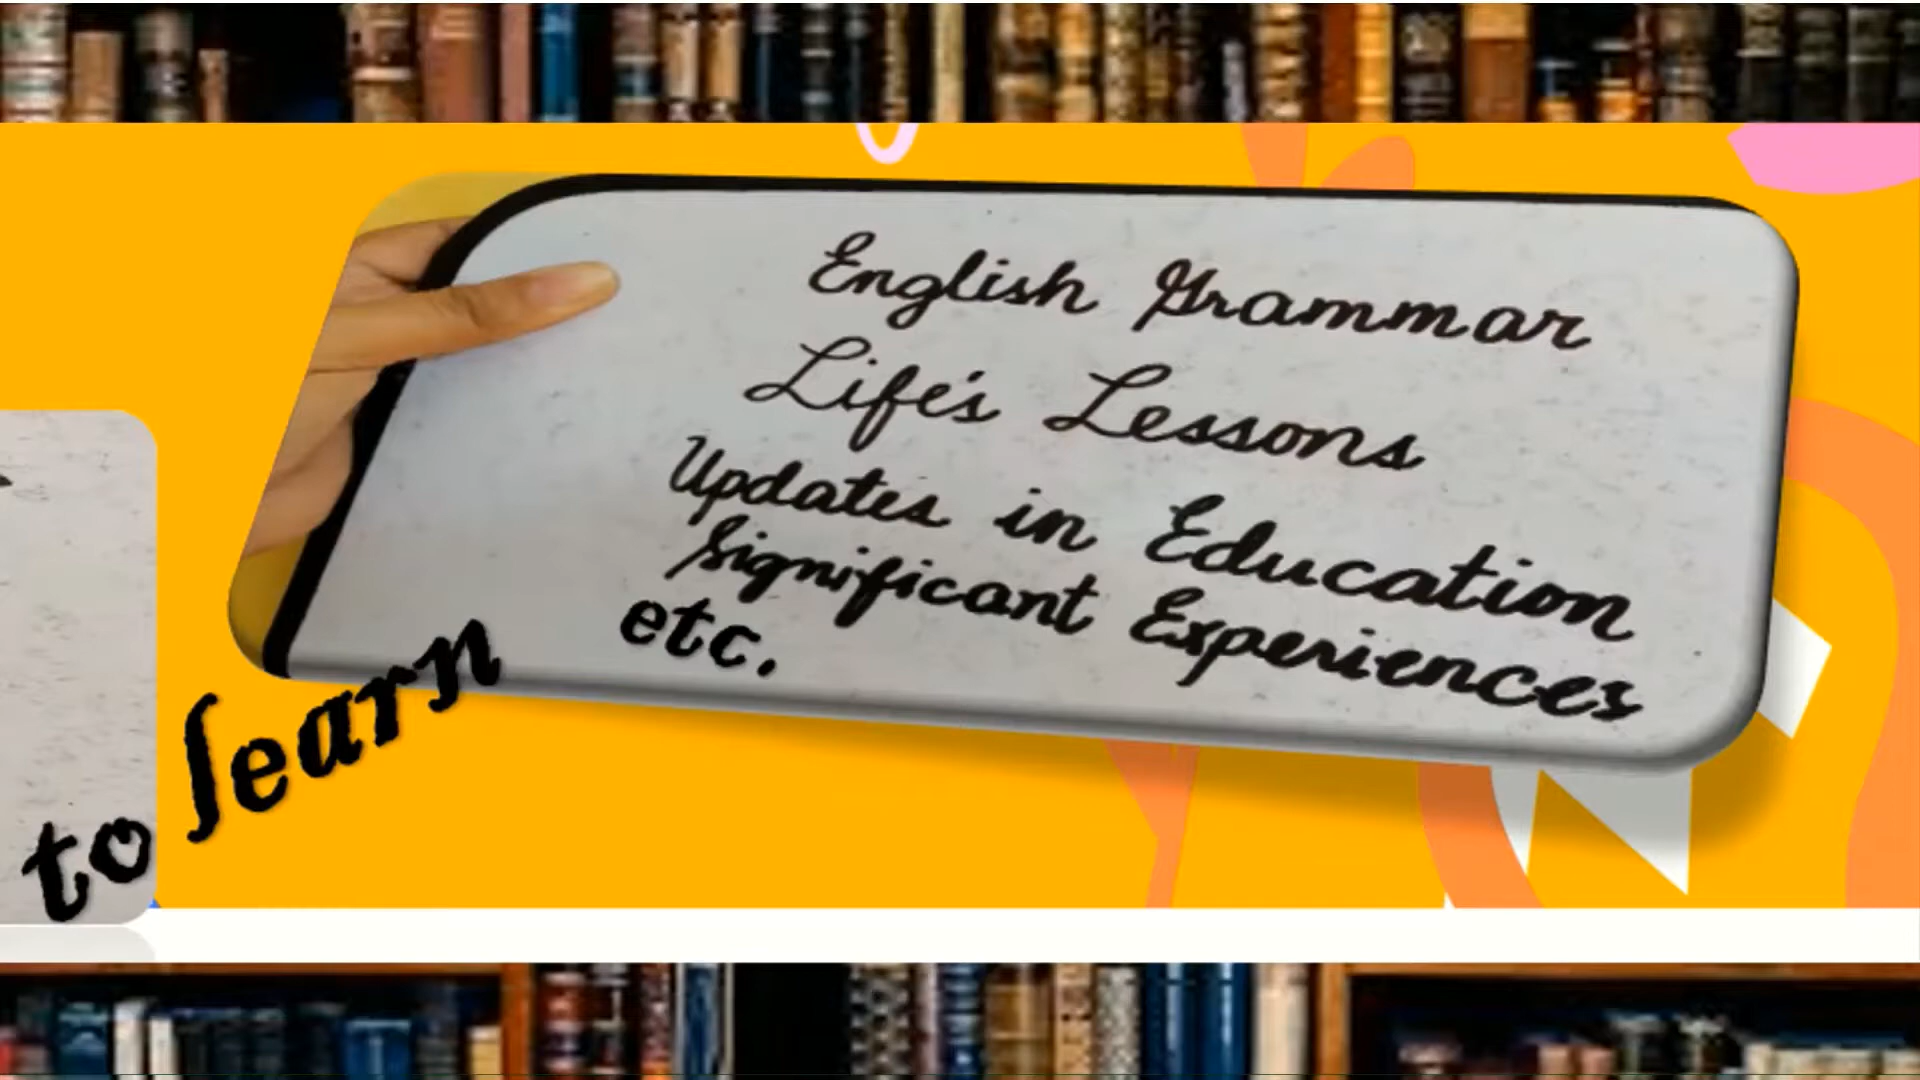 English Grammar
Life's Lessons
Updates in Education
Significant Experiences
etc.
to learn